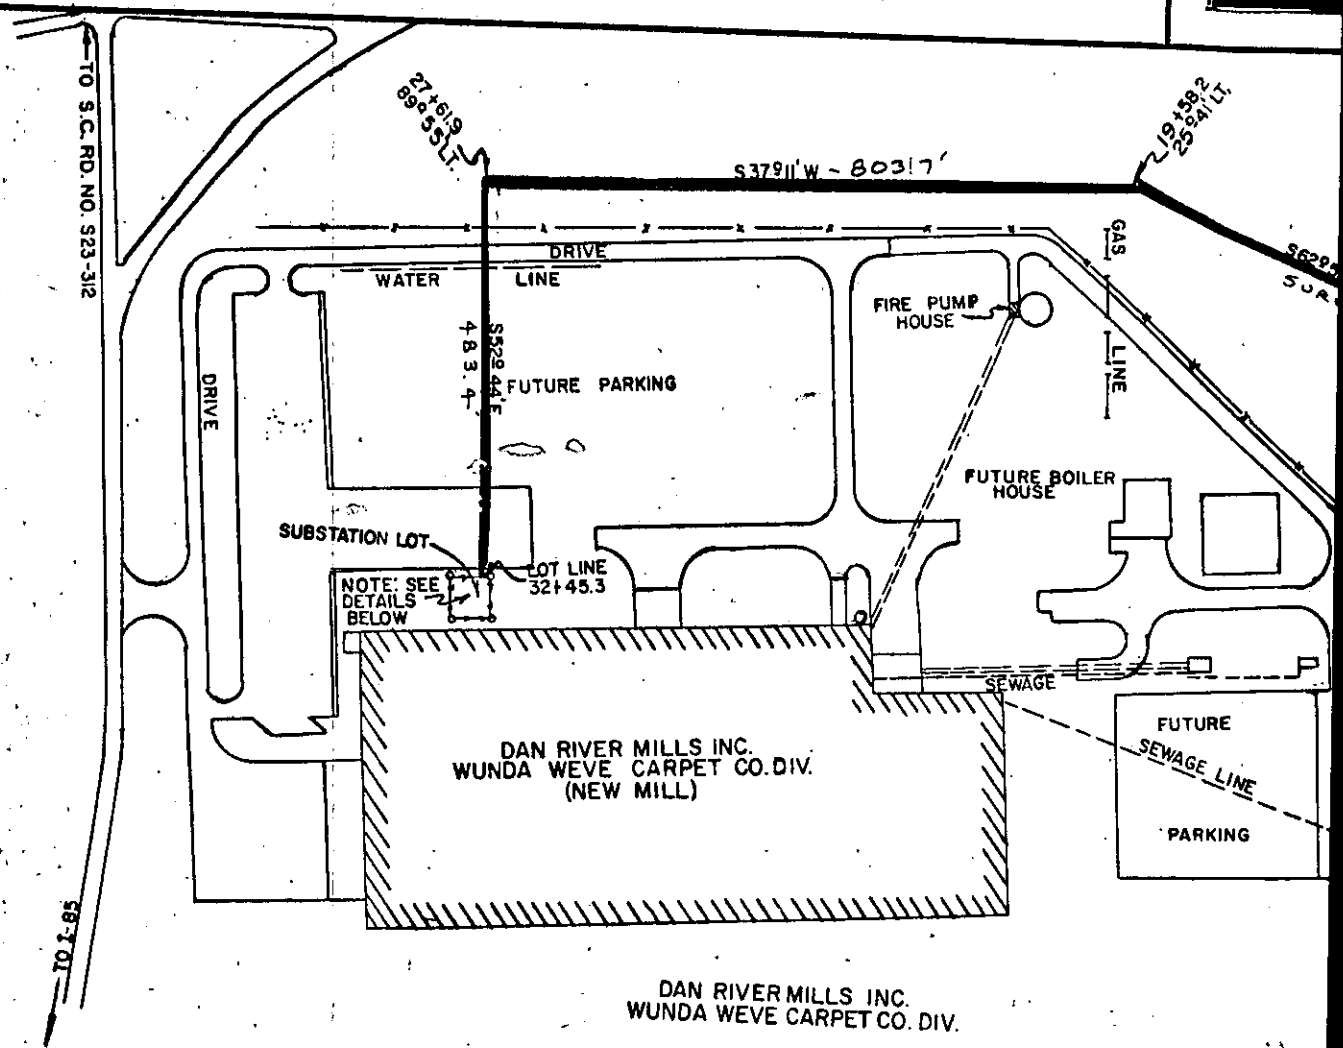 TO S.C. RD. NO. S23-312
27+61.9
89°55'LT.
S37°11'W - 803.7'
19+58.2
25°41'LT.
GAS
LINE
DRIVE
WATER LINE
FIRE PUMP
HOUSE
S52°44'E
483.4
FUTURE PARKING
DRIVE
FUTURE BOILER
HOUSE
SUBSTATION LOT
LOT LINE
32+45.3
NOTE: SEE
DETAILS
BELOW
SEWAGE
FUTURE
SEWAGE LINE
PARKING
DAN RIVER MILLS INC.
WUNDA WEVE CARPET CO. DIV.
(NEW MILL)
TO I-85
DAN RIVER MILLS INC.
WUNDA WEVE CARPET CO. DIV.